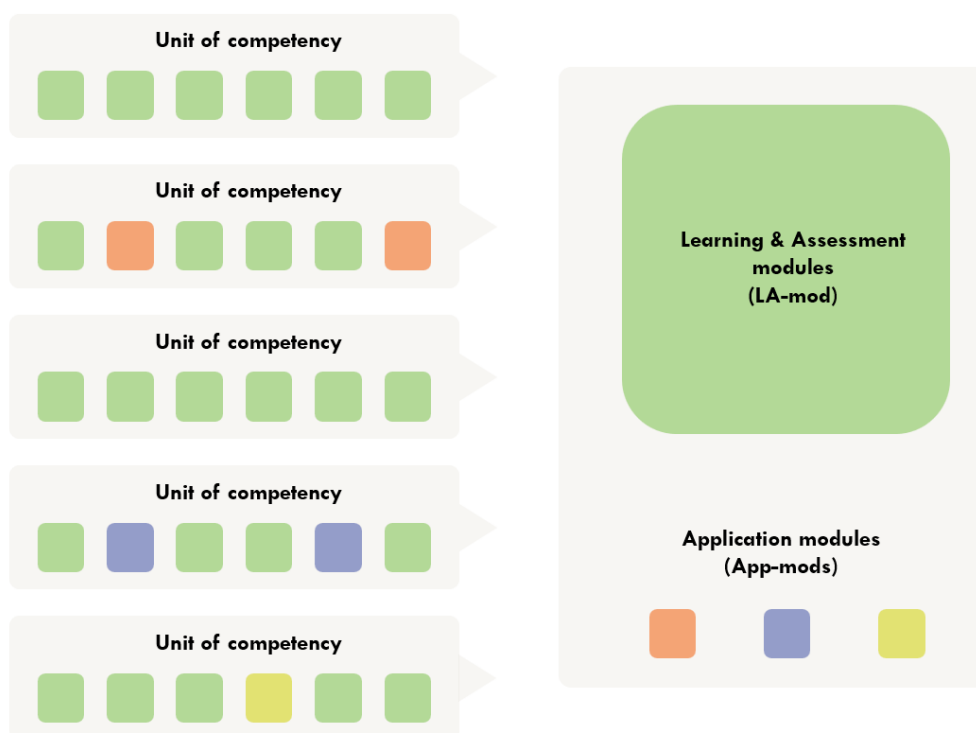 Unit of competency
Unit of competency
Unit of competency
Unit of competency
Unit of competency
Learning & Assessment
modules
(LA-mod)
Application modules
(App-mods)